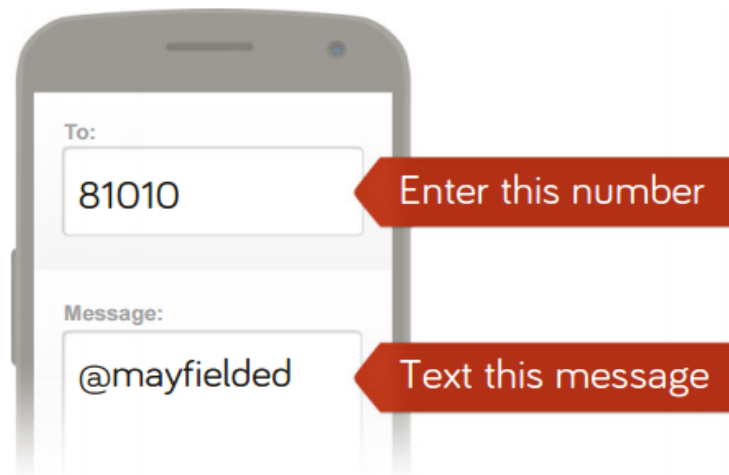 To:
81010
Enter this number
Message:
@mayfielded
Text this message